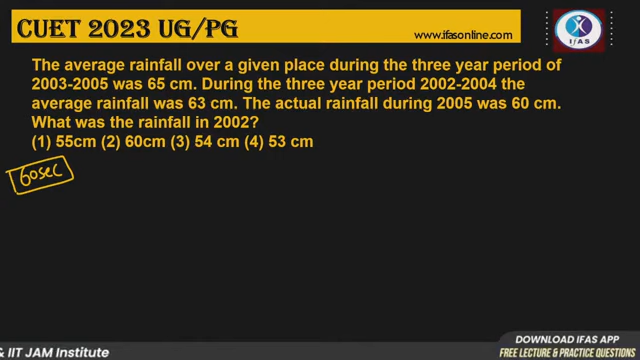 CUET 2023 UG/PG
www.ifasonline.com
IFAS
The average rainfall over a given place during the three year period of
2003-2005 was 65 cm. During the three year period 2002-2004 the
average rainfall was 63 cm. The actual rainfall during 2005 was 60 cm.
What was the rainfall in 2002?
(1) 55cm (2) 60cm (3) 54 cm (4) 53 cm
60sec
& IIT JAM Institute
DOWNLOAD IFAS APP
FREE LECTURE & PRACTICE QUESTIONS